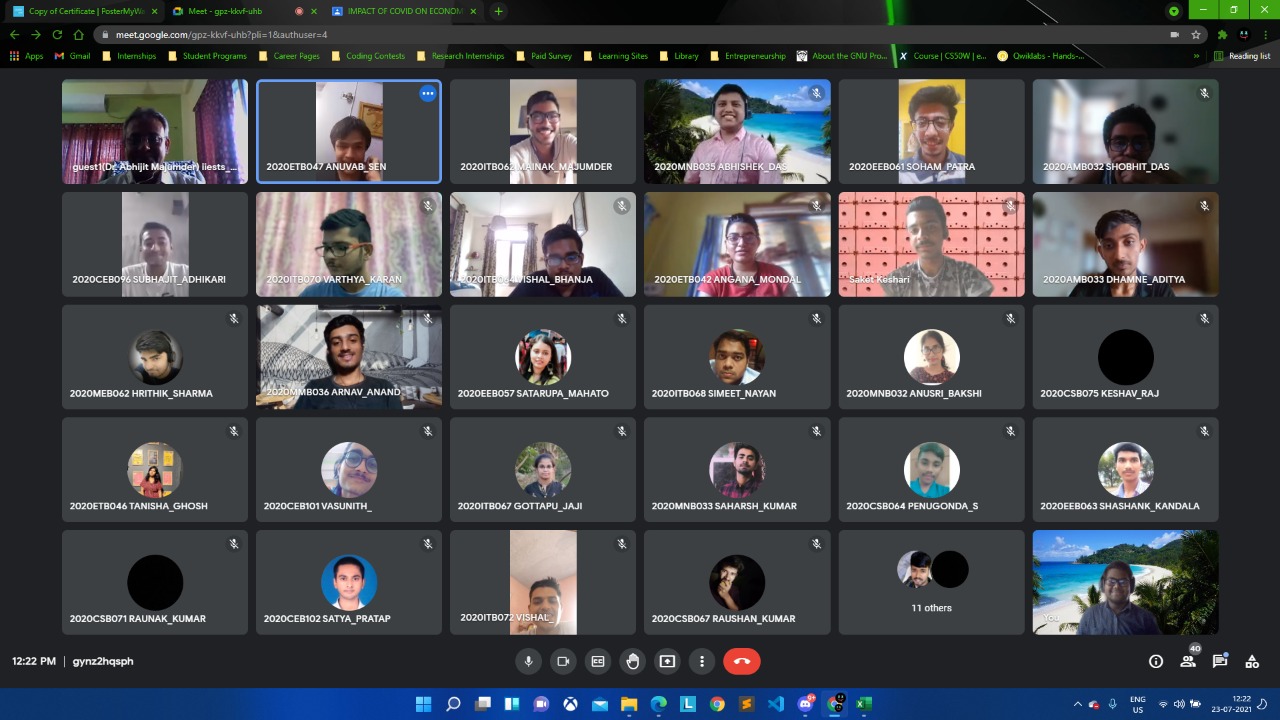 Copy of Certificate | PosterMyWa
Meet - gpz-kkvf-uhb
IMPACT OF COVID ON ECONOM
meet.google.com/gpz-kkvf-uhb?pli=1&authuser=4
Apps
Gmail
Internships
Student Programs
Career Pages
Coding Contests
Research Internships
Paid Survey
Learning Sites
Library
Entrepreneurship
About the GNU Pro...
Course | CS50W | e...
Qwiklabs - Hands-...
Reading list
guest1(Dr. Abhijit Majumder) iiests_...
2020ETB047 ANUVAB_SEN
2020ITB062 MAINAK_MAJUMDER
2020MNB035 ABHISHEK_DAS
2020EEB061 SOHAM_PATRA
2020AMB032 SHOBHIT_DAS
2020CEB096 SUBHAJIT_ADHIKARI
2020ITB070 VARTHYA_KARAN
VISHAL_BHANJA
2020ETB042 ANGANA_MONDAL
Saket Keshari
2020AMB033 DHAMNE_ADITYA
2020MEB062 HRITHIK_SHARMA
2020MMB036 ARNAV_ANAND
2020EEB057 SATARUPA_MAHATO
2020ITB068 SIMEET_NAYAN
2020MNB032 ANUSRI_BAKSHI
2020CSB075 KESHAV_RAJ
2020ETB046 TANISHA_GHOSH
2020CEB101 VASUNITH_
2020ITB067 GOTTAPU_JAJI
2020MNB033 SAHARSH_KUMAR
2020CSB064 PENUGONDA_S
2020EEB063 SHASHANK_KANDALA
2020CSB071 RAUNAK_KUMAR
2020CEB102 SATYA_PRATAP
2020ITB072 VISHAL_
2020CSB067 RAUSHAN_KUMAR
11 others
You
12:22 PM | gynz2hqsph
40
ENG
US
12:22
23-07-2021